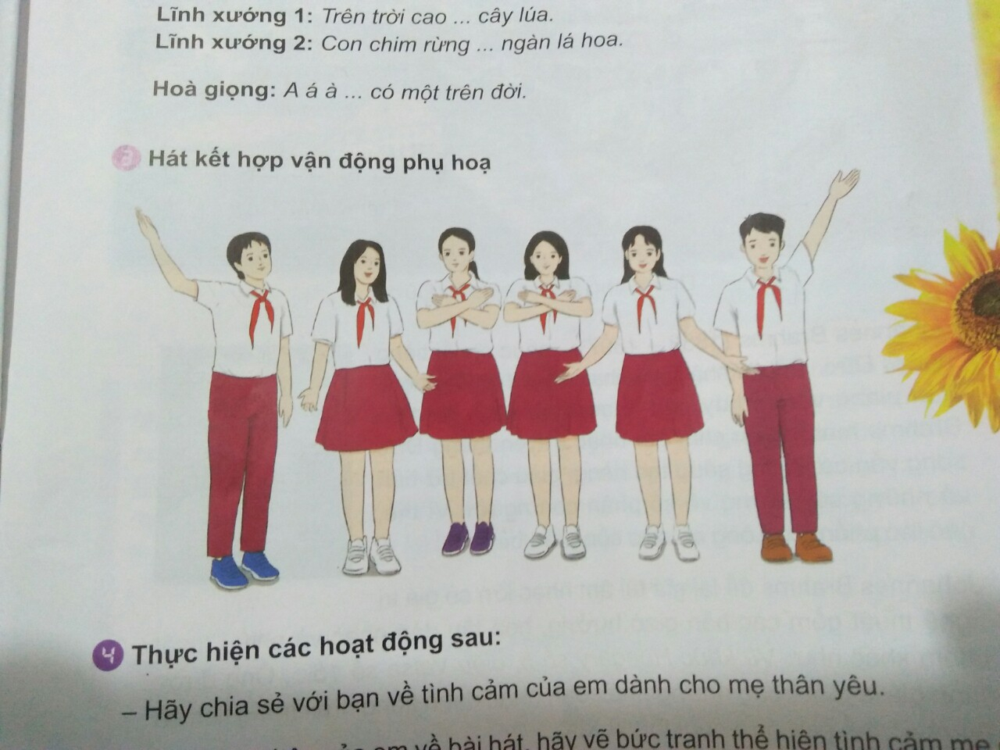 Lĩnh xướng 1: Trên trời cao ... cây lúa.
Lĩnh xướng 2: Con chim rừng ... ngàn lá hoa.
Hoà giọng: A á à ... có một trên đời.
3 Hát kết hợp vận động phụ hoạ
4 Thực hiện các hoạt động sau:
– Hãy chia sẻ với bạn về tình cảm của em dành cho mẹ thân yêu.
em về bài hát, hãy vẽ bức tranh thể hiện tình cảm mẹ